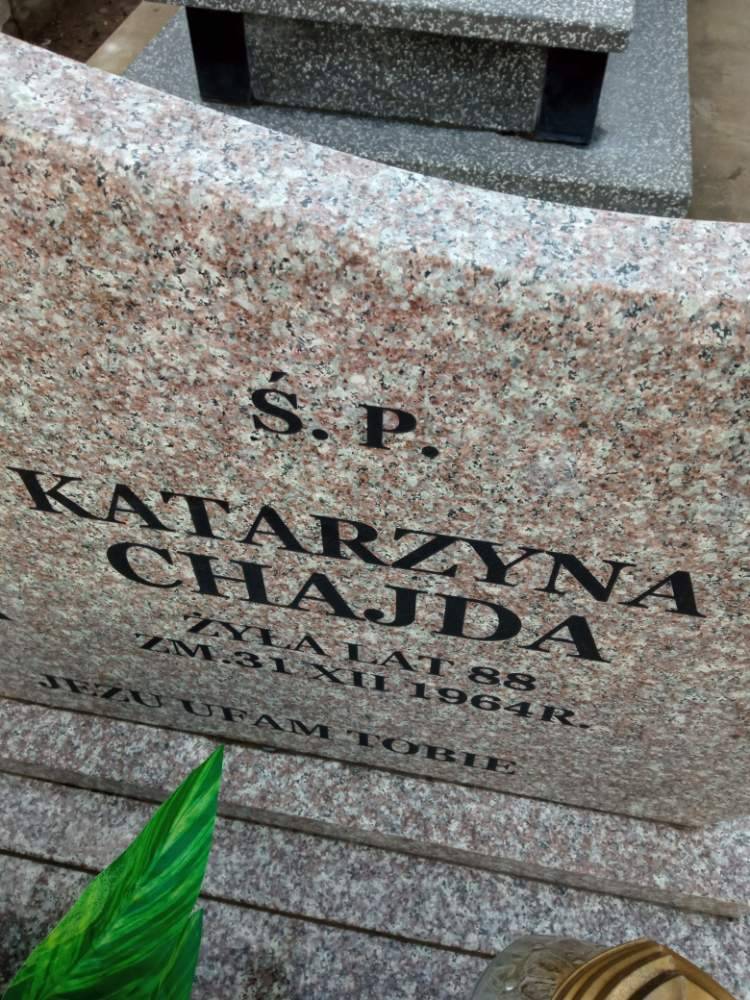 Ś. P.
KATARZYNA
CHAJDA
ŻYŁA LAT 88
ZM.31 XII 1964R.
JEZU UFAM TOBIE